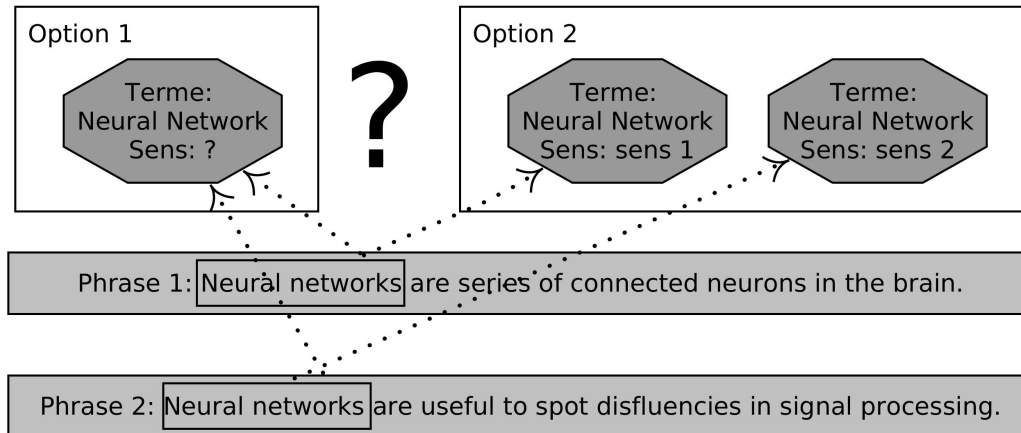 Option 1
Terme:
Neural Network
Sens: ?
?
Option 2
Terme:
Neural Network
Sens: sens 1
Terme:
Neural Network
Sens: sens 2
Phrase 1: Neural networks are series of connected neurons in the brain.
Phrase 2: Neural networks are useful to spot disfluencies in signal processing.